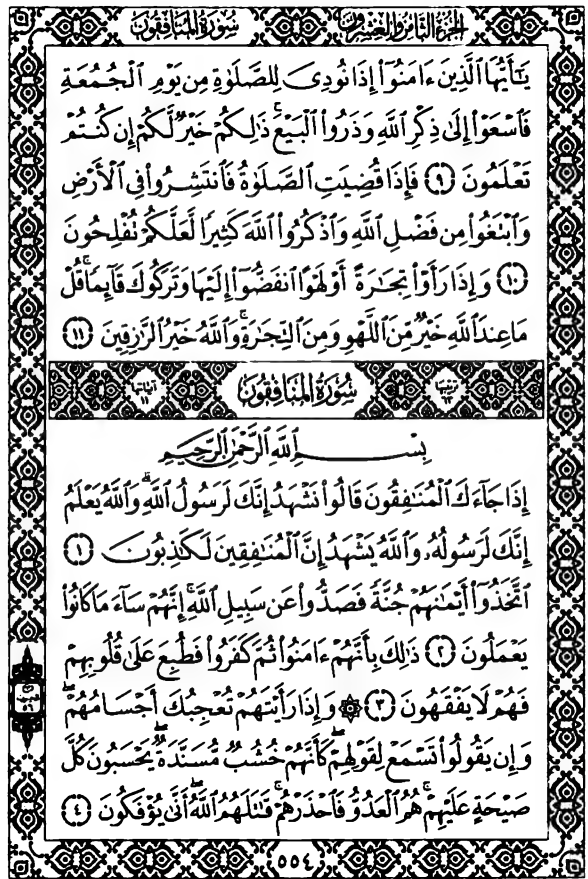 الجزء الثامن والعشرون سورة المنافقون
يَٰٓأَيُّهَا ٱلَّذِينَ ءَامَنُوٓا۟ إِذَا نُودِىَ لِلصَّلَوٰةِ مِن يَوْمِ ٱلْجُمُعَةِ
فَٱسْعَوْا۟ إِلَىٰ ذِكْرِ ٱللَّهِ وَذَرُوا۟ ٱلْبَيْعَ ۚ ذَٰلِكُمْ خَيْرٌ لَّكُمْ إِن كُنتُمْ
تَعْلَمُونَ ٩ فَإِذَا قُضِيَتِ ٱلصَّلَوٰةُ فَٱنتَشِرُوا۟ فِى ٱلْأَرْضِ
وَٱبْتَغُوا۟ مِن فَضْلِ ٱللَّهِ وَٱذْكُرُوا۟ ٱللَّهَ كَثِيرًا لَّعَلَّكُمْ تُفْلِحُونَ
١٠ وَإِذَا رَأَوْا۟ تِجَٰرَةً أَوْ لَهْوًا ٱنفَضُّوٓا۟ إِلَيْهَا وَتَرَكُوكَ قَآئِمًا ۚ قُلْ
مَا عِندَ ٱللَّهِ خَيْرٌ مِّنَ ٱللَّهْوِ وَمِنَ ٱلتِّجَٰرَةِ ۚ وَٱللَّهُ خَيْرُ ٱلرَّٰزِقِينَ ١١
سُورَةُ المُنَافِقُونَ
بِسْمِ ٱللَّهِ ٱلرَّحْمَٰنِ ٱلرَّحِيمِ
إِذَا جَآءَكَ ٱلْمُنَٰفِقُونَ قَالُوا۟ نَشْهَدُ إِنَّكَ لَرَسُولُ ٱللَّهِ ۗ وَٱللَّهُ يَعْلَمُ
إِنَّكَ لَرَسُولُهُۥ وَٱللَّهُ يَشْهَدُ إِنَّ ٱلْمُنَٰفِقِينَ لَكَٰذِبُونَ ١
ٱتَّخَذُوٓا۟ أَيْمَٰنَهُمْ جُنَّةً فَصَدُّوا۟ عَن سَبِيلِ ٱللَّهِ ۚ إِنَّهُمْ سَآءَ مَا كَانُوا۟
يَعْمَلُونَ ٢ ذَٰلِكَ بِأَنَّهُمْ ءَامَنُوا۟ ثُمَّ كَفَرُوا۟ فَطُبِعَ عَلَىٰ قُلُوبِهِمْ
فَهُمْ لَا يَفْقَهُونَ ٣ ۞ وَإِذَا رَأَيْتَهُمْ تُعْجِبُكَ أَجْسَامُهُمْ ۖ
وَإِن يَقُولُوا۟ تَسْمَعْ لِقَوْلِهِمْ ۖ كَأَنَّهُمْ خُشُبٌ مُّسَنَّدَةٌ ۖ يَحْسَبُونَ كُلَّ
صَيْحَةٍ عَلَيْهِمْ ۚ هُمُ ٱلْعَدُوُّ فَٱحْذَرْهُمْ ۚ قَٰتَلَهُمُ ٱللَّهُ ۖ أَنَّىٰ يُؤْفَكُونَ ٤
٥٥٤